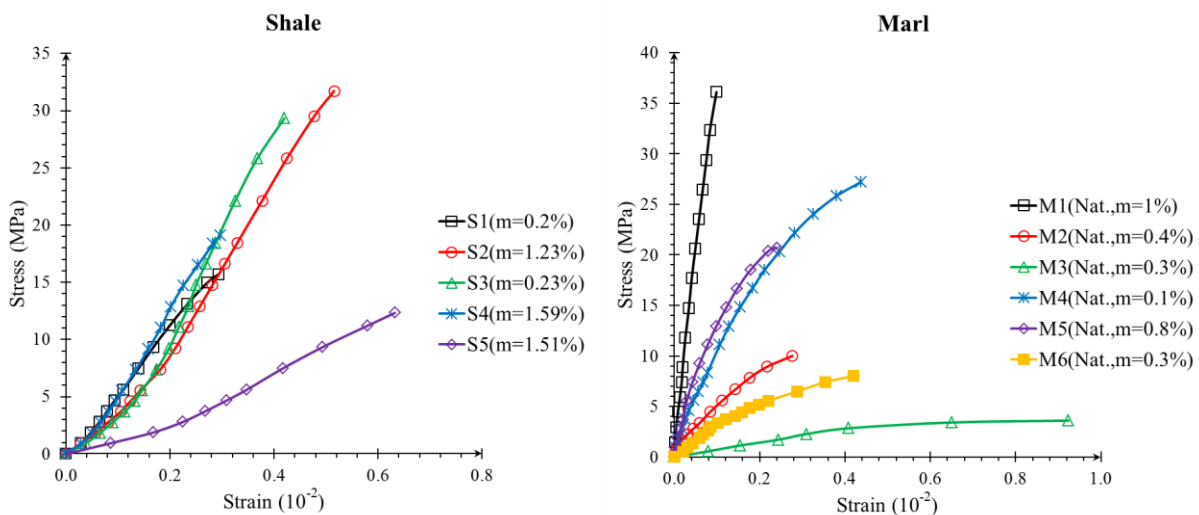 Shale
35
30
25
20
15
10
5
0
0.0
0.2
0.4
0.6
0.8
Stress (MPa)
Strain (10-2)
S1(m=0.2%)
S2(m=1.23%)
S3(m=0.23%)
S4(m=1.59%)
S5(m=1.51%)
Marl
40
35
30
25
20
15
10
5
0
0.0
0.2
0.4
0.6
0.8
1.0
Stress (MPa)
Strain (10-2)
M1(Nat.,m=1%)
M2(Nat.,m=0.4%)
M3(Nat.,m=0.3%)
M4(Nat.,m=0.1%)
M5(Nat.,m=0.8%)
M6(Nat.,m=0.3%)